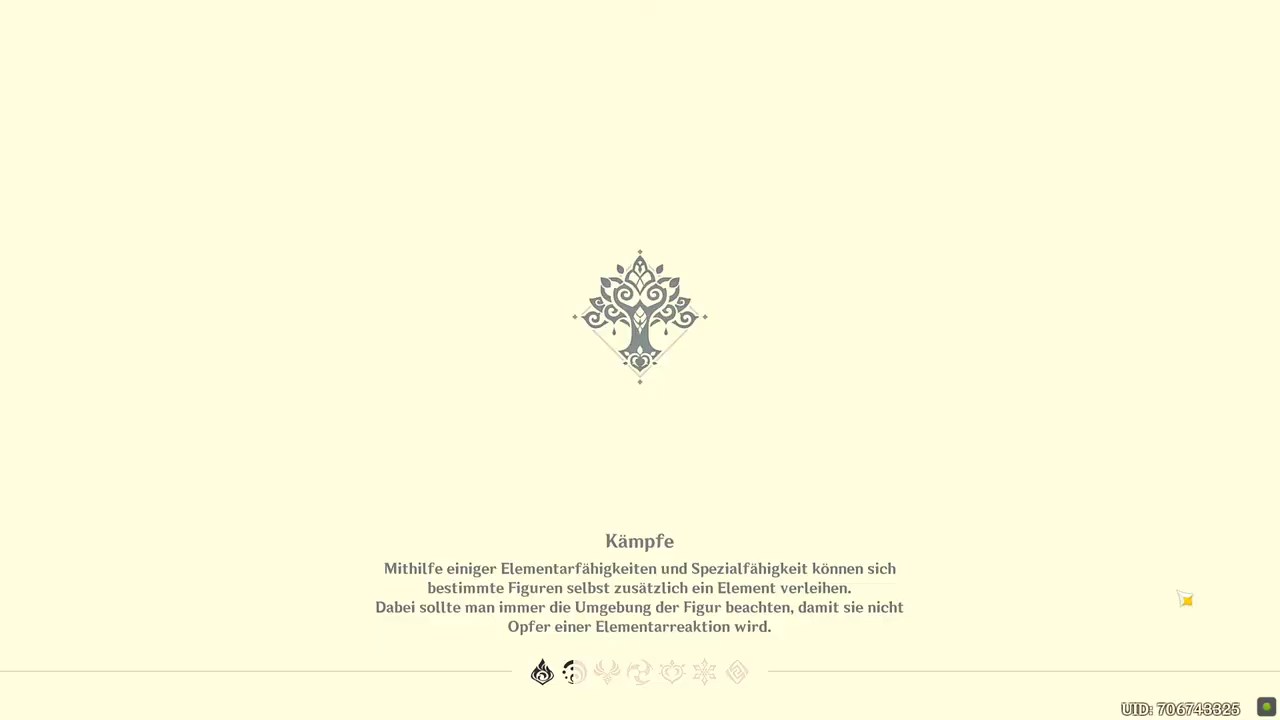 Kämpfe
Mithilfe einiger Elementarfähigkeiten und Spezialfähigkeit können sich
bestimmte Figuren selbst zusätzlich ein Element verleihen.
Dabei sollte man immer die Umgebung der Figur beachten, damit sie nicht
Opfer einer Elementarreaktion wird.
UID: 706743325